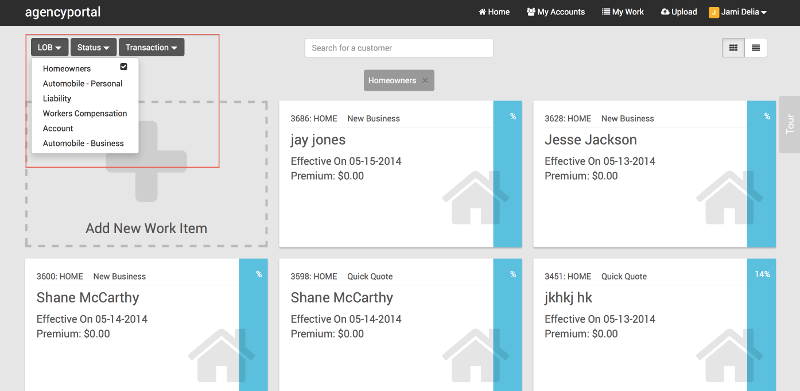 agencyportal
Home My Accounts My Work Upload Jami Delia
LOB Status Transaction
Search for a customer
Homeowners
Automobile - Personal
Liability
Workers Compensation
Account
Automobile - Business
Homeowners ×
Tour
Add New Work Item
3686: HOME New Business
%
jay jones
Effective On 05-15-2014
Premium: $0.00
3628: HOME New Business
%
Jesse Jackson
Effective On 05-13-2014
Premium: $0.00
3600: HOME New Business
%
Shane McCarthy
Effective On 05-14-2014
Premium: $0.00
3598: HOME Quick Quote
%
Shane McCarthy
Effective On 05-14-2014
Premium: $0.00
3451: HOME Quick Quote
14%
jkhkj hk
Effective On 05-13-2014
Premium: $0.00